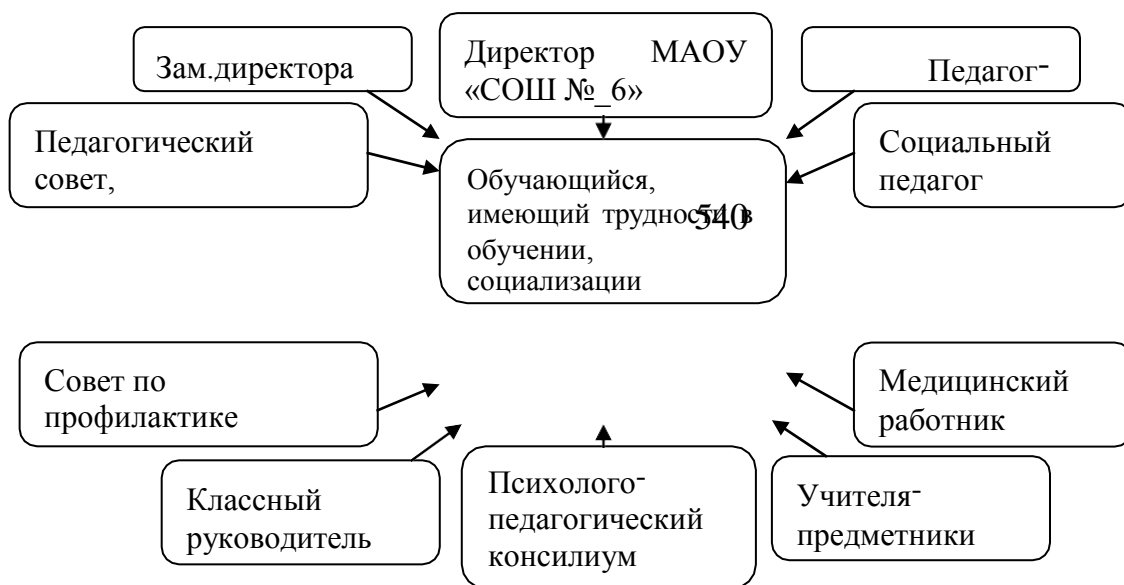 Зам.директора
Директор МАОУ
«СОШ №_6»
Педагог-
Педагогический
совет,
Социальный
педагог
Обучающийся,
имеющий трудности в
540
обучении,
социализации
Совет по
профилактике
Медицинский
работник
Классный
руководитель
Психолого-
педагогический
консилиум
Учителя-
предметники